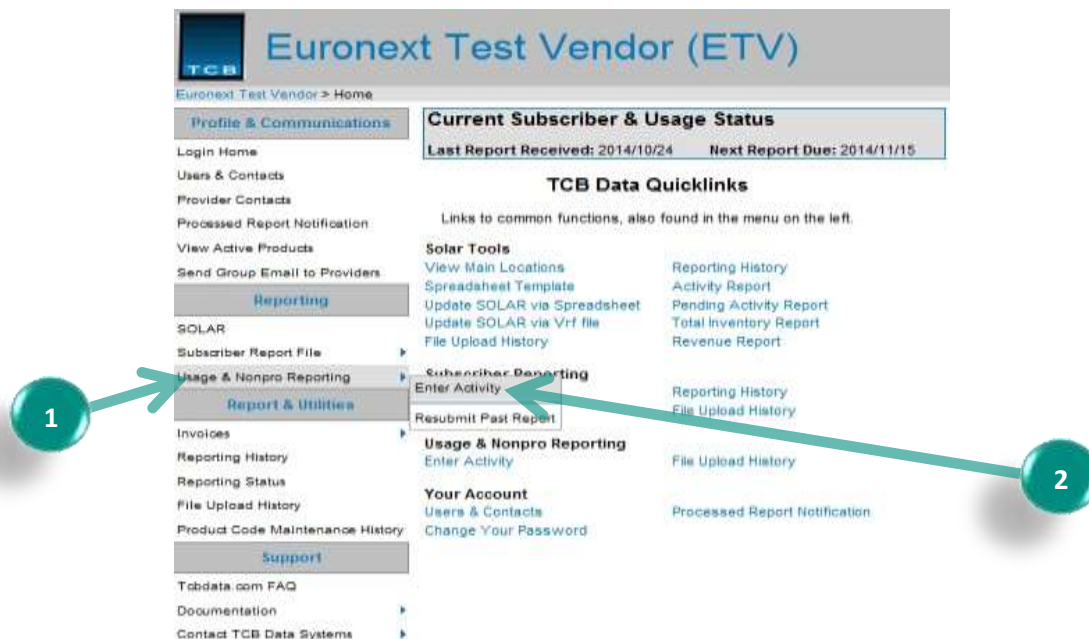 TCB
Euronext Test Vendor (ETV)
Euronext Test Vendor > Home
Profile & Communications
Login Home
Users & Contacts
Provider Contacts
Processed Report Notification
View Active Products
Send Group Email to Providers
Reporting
SOLAR
Subscriber Report File
Usage & Nonpro Reporting
Report & Utilities
Invoices
Reporting History
Reporting Status
File Upload History
Product Code Maintenance History
Support
Tcbdata.com FAQ
Documentation
Contact TCB Data Systems
1
Current Subscriber & Usage Status
Last Report Received: 2014/10/24 Next Report Due: 2014/11/15
TCB Data Quicklinks
Links to common functions, also found in the menu on the left.
Solar Tools
View Main Locations Reporting History
Spreadsheet Template Activity Report
Update SOLAR via Spreadsheet Pending Activity Report
Update SOLAR via Vrf file Total Inventory Report
File Upload History Revenue Report
Subscriber Reporting
Enter Activity Reporting History
Resubmit Past Report File Upload History
Usage & Nonpro Reporting
Enter Activity File Upload History
Your Account
Users & Contacts Processed Report Notification
Change Your Password
2